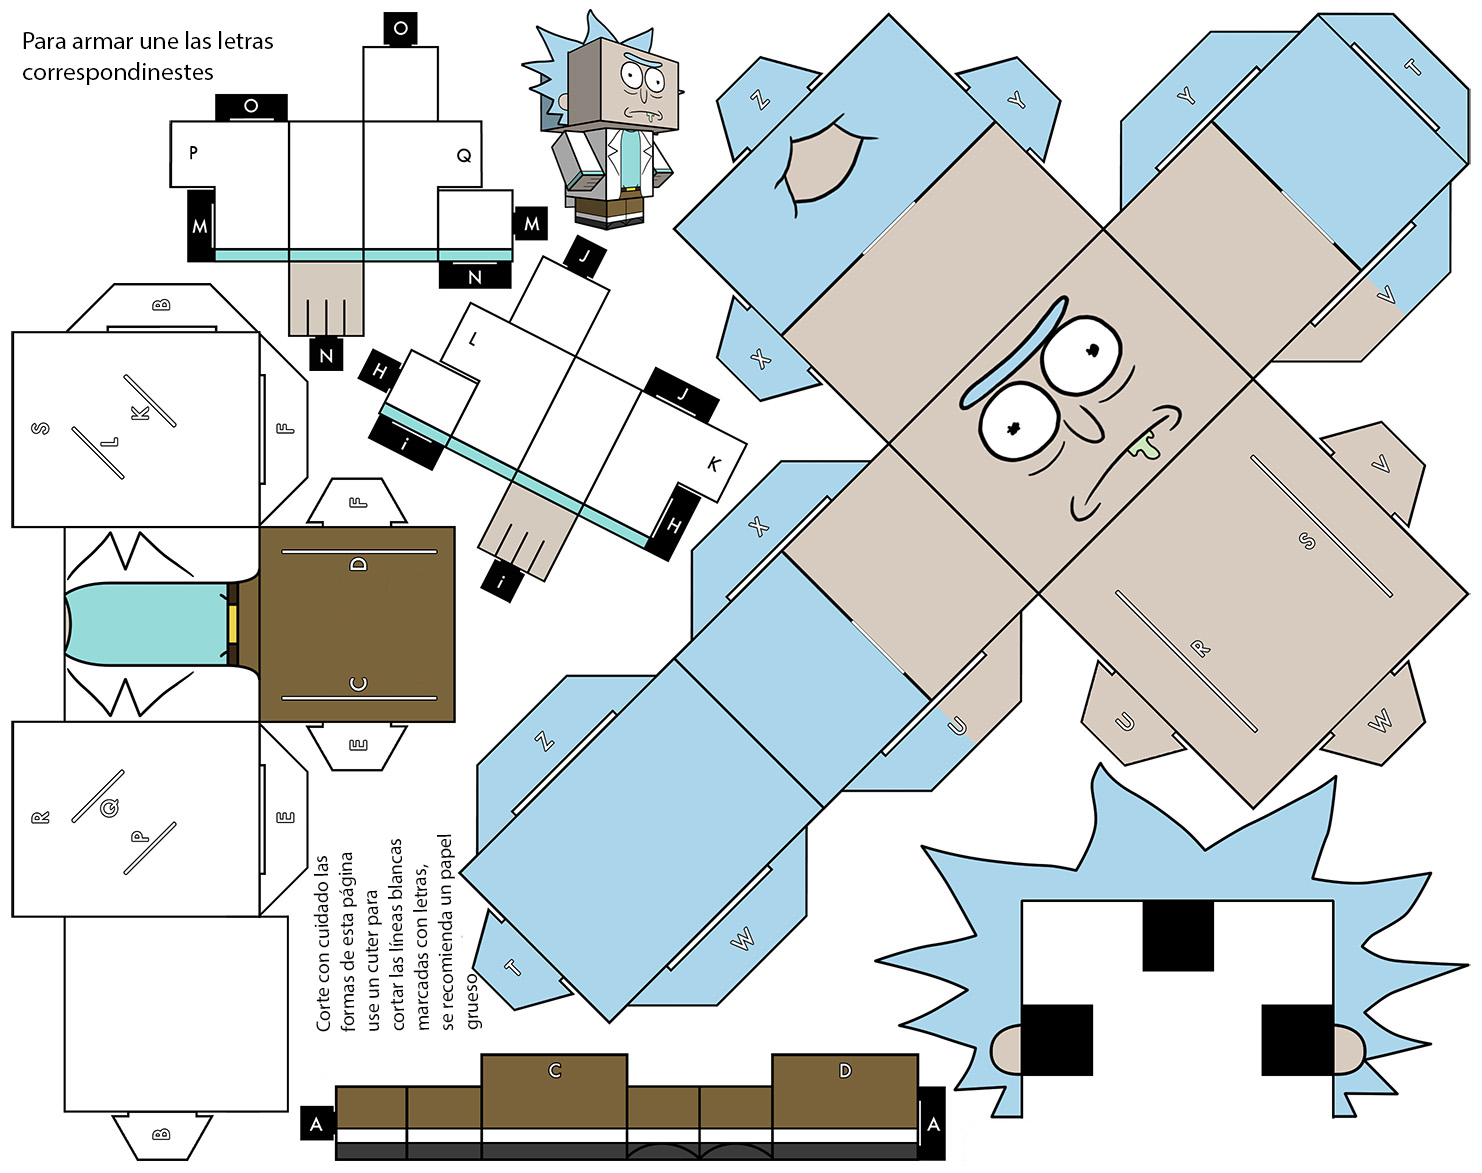 Para armar une las letras
correspondinestes
O
O
P
Q
M
M
N
N
J
L
H
J
i
K
H
i
B
S
K
L
F
F
D
C
E
R
Q
P
E
B
Z
Y
X
Y
T
V
X
V
S
R
U
W
U
Z
W
T
Corte con cuidado las
formas de esta página
use un cuter para
cortar las líneas blancas
marcadas con letras,
se recomienda un papel
grueso
C
D
A
A